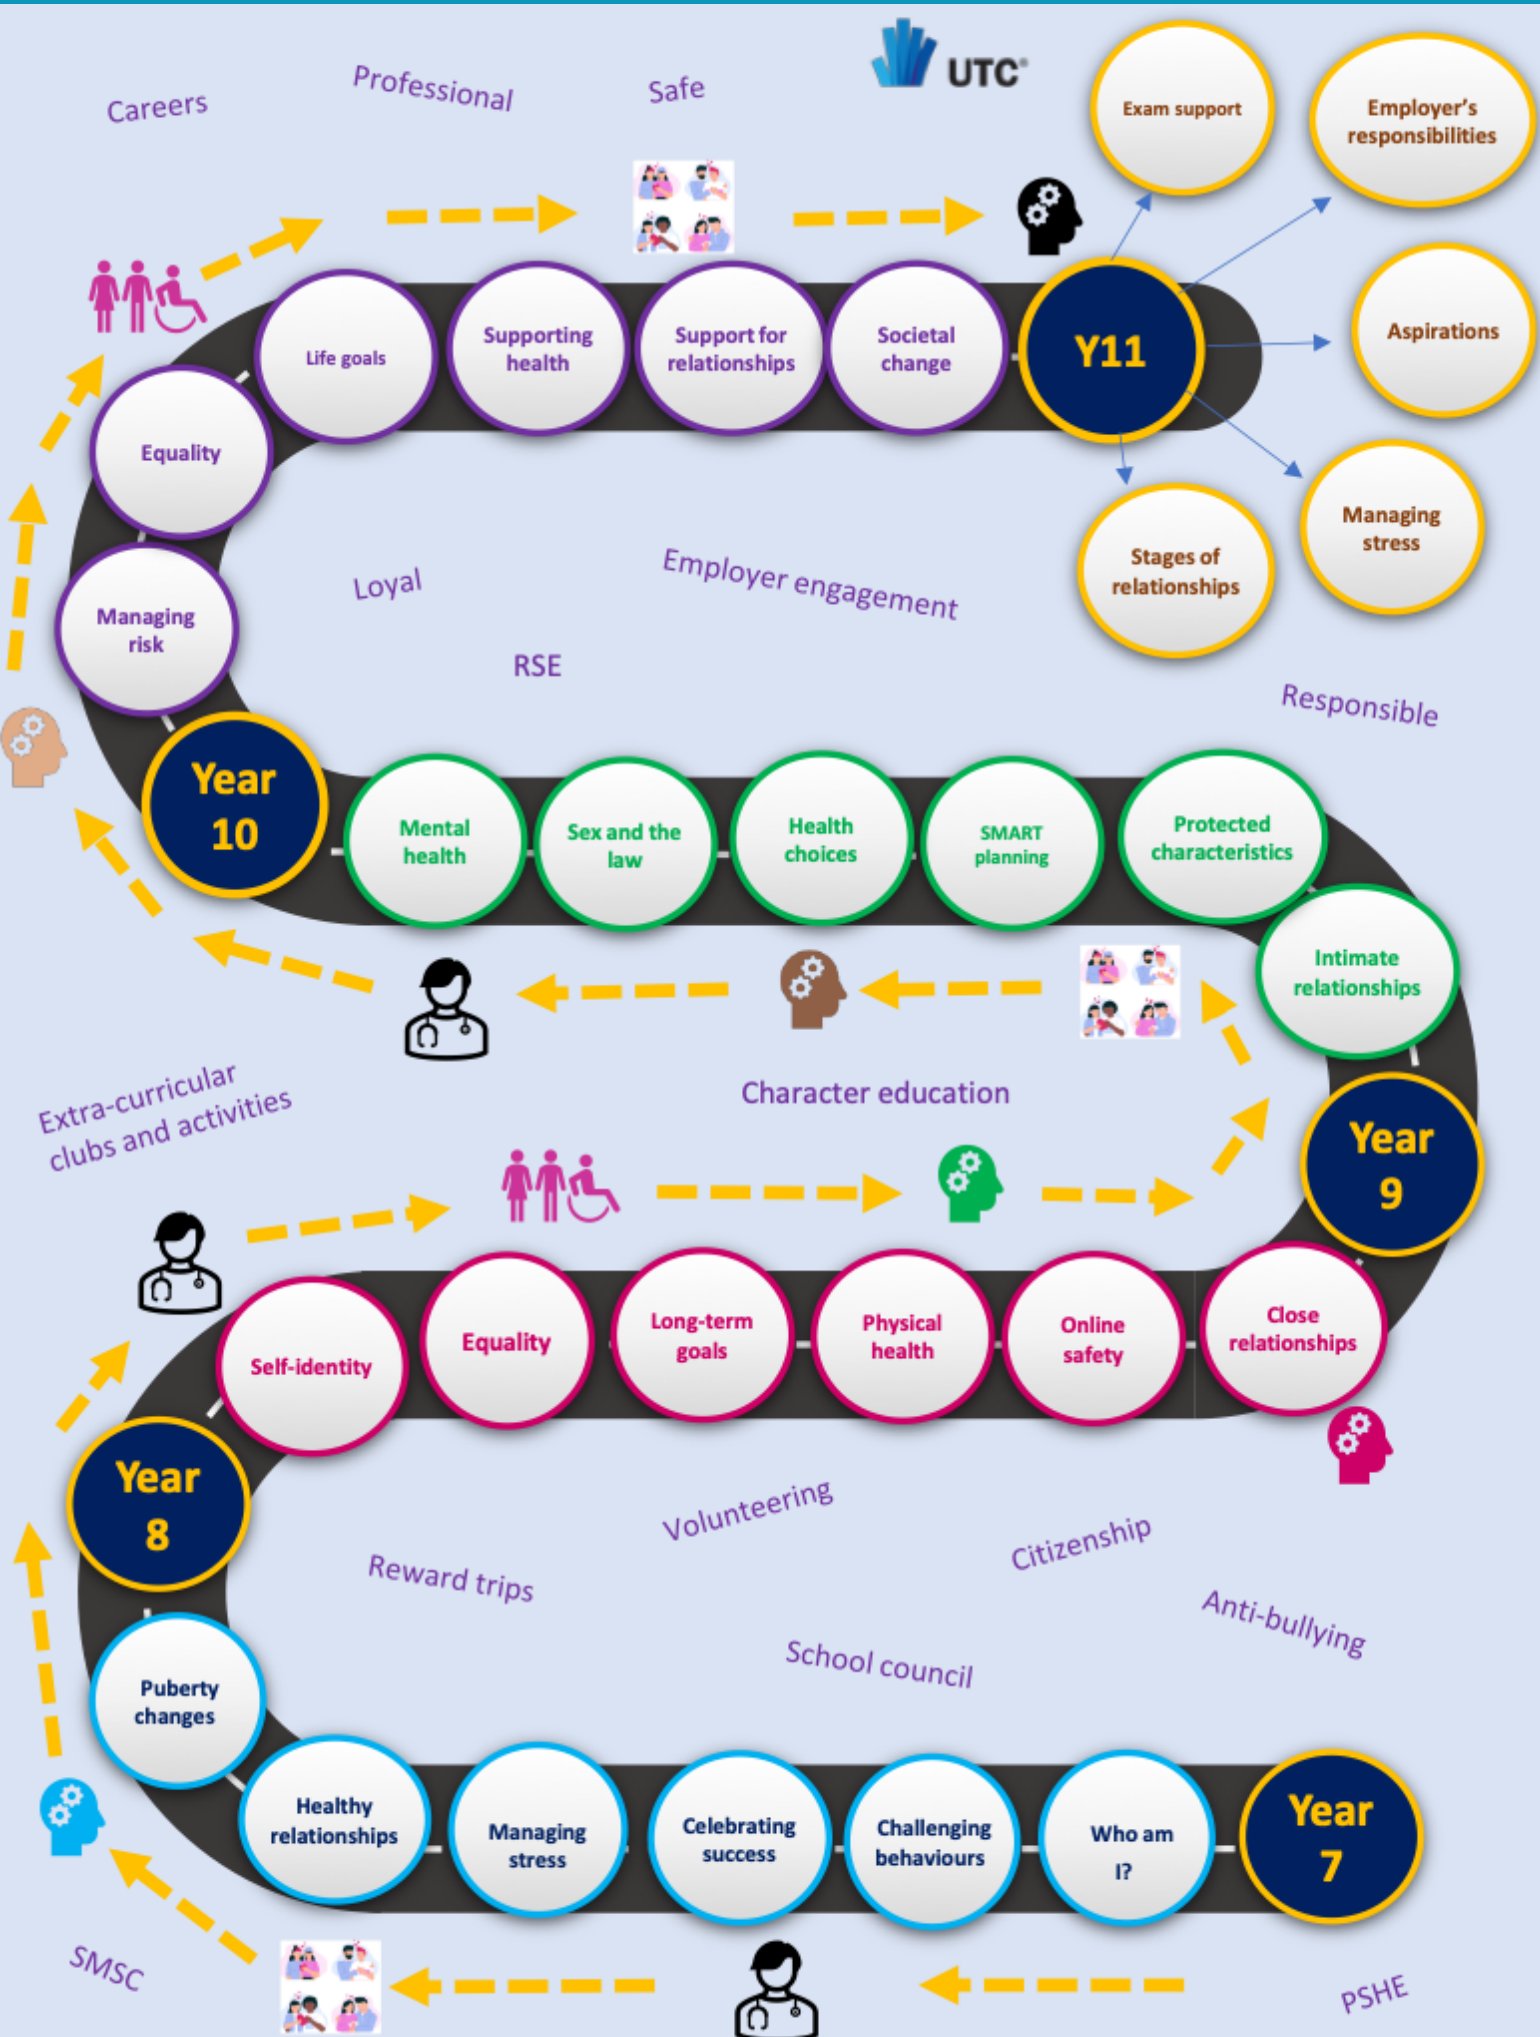 UTC®
Careers
Professional
Safe
Exam support
Employer's
responsibilities
Aspirations
Managing
stress
Stages of
relationships
Y11
Societal
change
Support for
relationships
Supporting
health
Life goals
Equality
Managing
risk
Loyal
Employer engagement
RSE
Responsible
Year
10
Mental
health
Sex and the
law
Health
choices
SMART
planning
Protected
characteristics
Intimate
relationships
Extra-curricular
clubs and activities
Character education
Year
9
Self-identity
Equality
Long-term
goals
Physical
health
Online
safety
Close
relationships
Year
8
Volunteering
Citizenship
Reward trips
Anti-bullying
School council
Puberty
changes
Healthy
relationships
Managing
stress
Celebrating
success
Challenging
behaviours
Who am
I?
Year
7
SMSC
PSHE